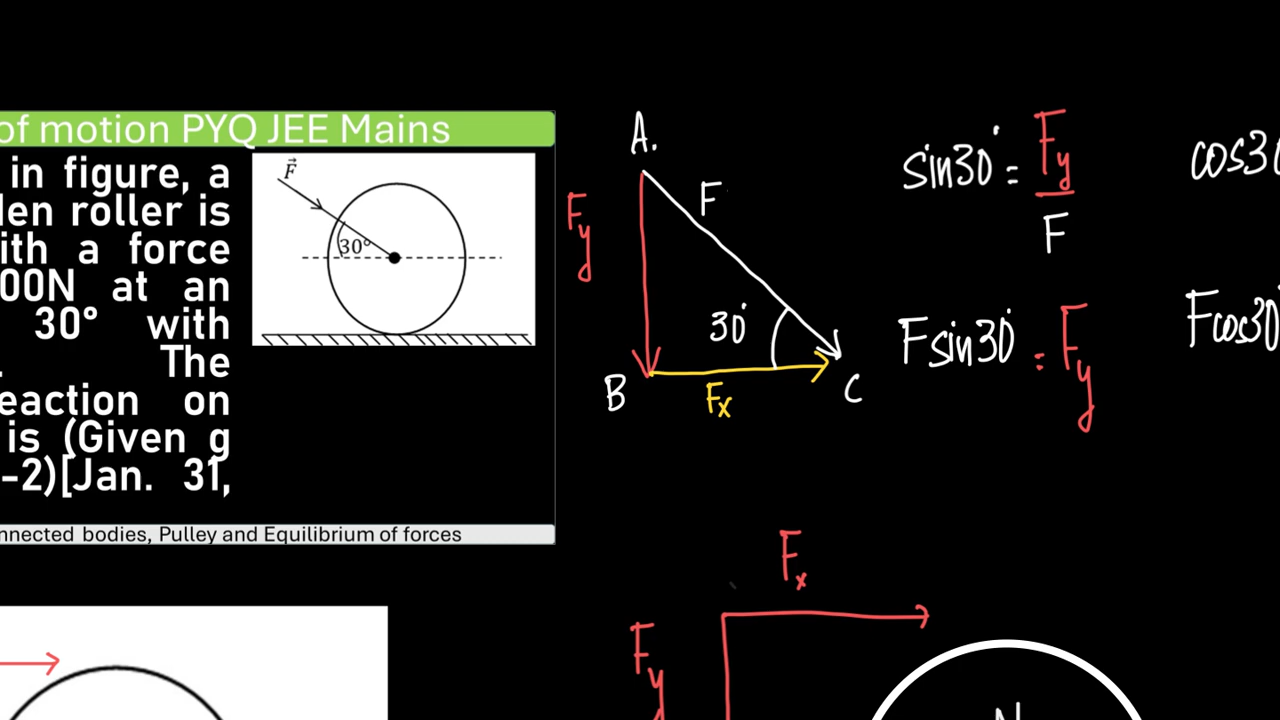 of motion PYQ JEE Mains
in figure, a
len roller is
ith a force
00N at an
30° with
. The
eaction on
is (Given g
-2)[Jan. 31,
nnected bodies, Pulley and Equilibrium of forces
F⃗
30°
A.
F
Fy
30°
B
Fx
C
sin30° = Fy/F
cos30
Fsin30° = Fy
Fcos30°
Fx
Fy
N